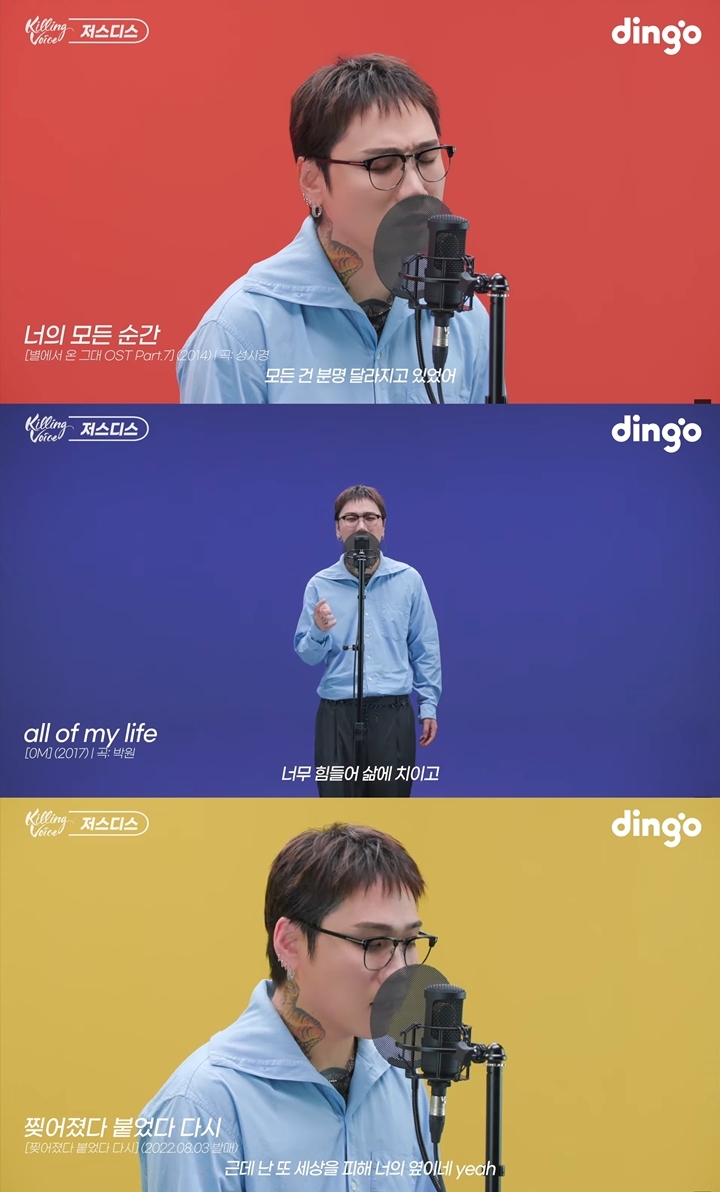 Killing Voice 저스디스
dingo
너의 모든 순간
[별에서 온 그대 OST Part.7] (2014) | 곡: 성시경
모든 건 분명 달라지고 있었어
Killing Voice 저스디스
dingo
all of my life
[0M] (2017) | 곡: 박원
너무 힘들어 삶에 치이고
Killing Voice 저스디스
dingo
찢어졌다 붙었다 다시
[찢어졌다 붙었다 다시] (2022.08.03 발매)
근데 난 또 세상을 피해 너의 옆이네 yeah